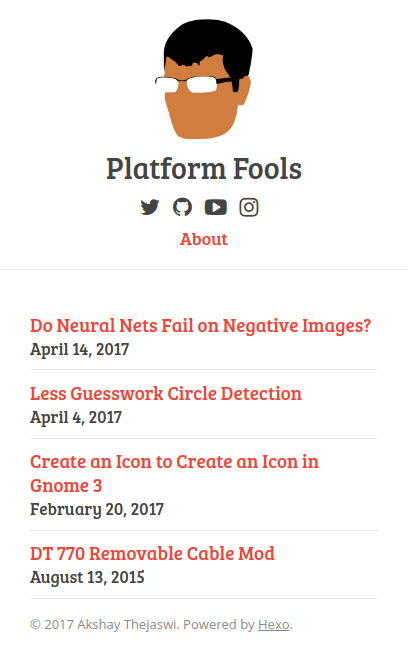 Platform Fools
About
Do Neural Nets Fail on Negative Images?
April 14, 2017
Less Guesswork Circle Detection
April 4, 2017
Create an Icon to Create an Icon in
Gnome 3
February 20, 2017
DT 770 Removable Cable Mod
August 13, 2015
© 2017 Akshay Thejaswi. Powered by Hexo.